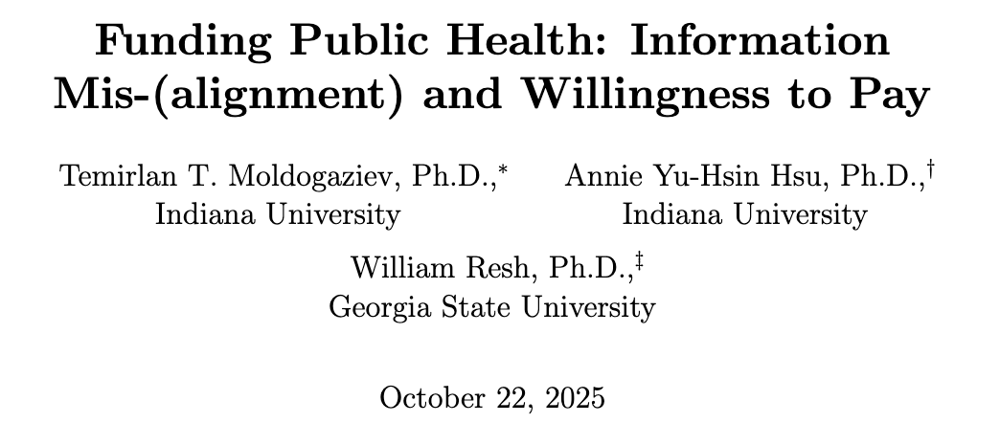 Funding Public Health: Information
Mis-(alignment) and Willingness to Pay
Temirlan T. Moldogaziev, Ph.D.,* Annie Yu-Hsin Hsu, Ph.D.,†
Indiana University Indiana University
William Resh, Ph.D.,‡
Georgia State University
October 22, 2025